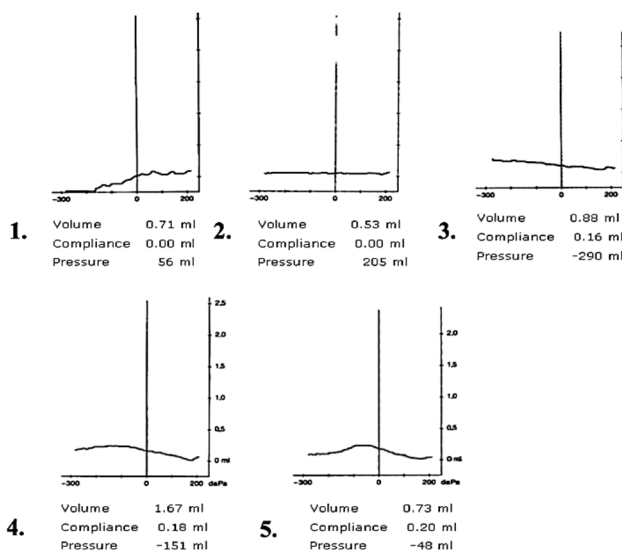 -300 0 200
-300 0 200
-300 0 200
1. Volume 0.71 ml
Compliance 0.00 ml
Pressure 56 ml
2. Volume 0.53 ml
Compliance 0.00 ml
Pressure 205 ml
3. Volume 0.88 ml
Compliance 0.16 ml
Pressure -290 ml
2,5
2,0
1,5
1,0
0,5
0 ml
-300 0 200 daPa
2,0
1,5
1,0
0,5
0 ml
-300 0 200 daPa
4. Volume 1.67 ml
Compliance 0.18 ml
Pressure -151 ml
5. Volume 0.73 ml
Compliance 0.20 ml
Pressure -48 ml